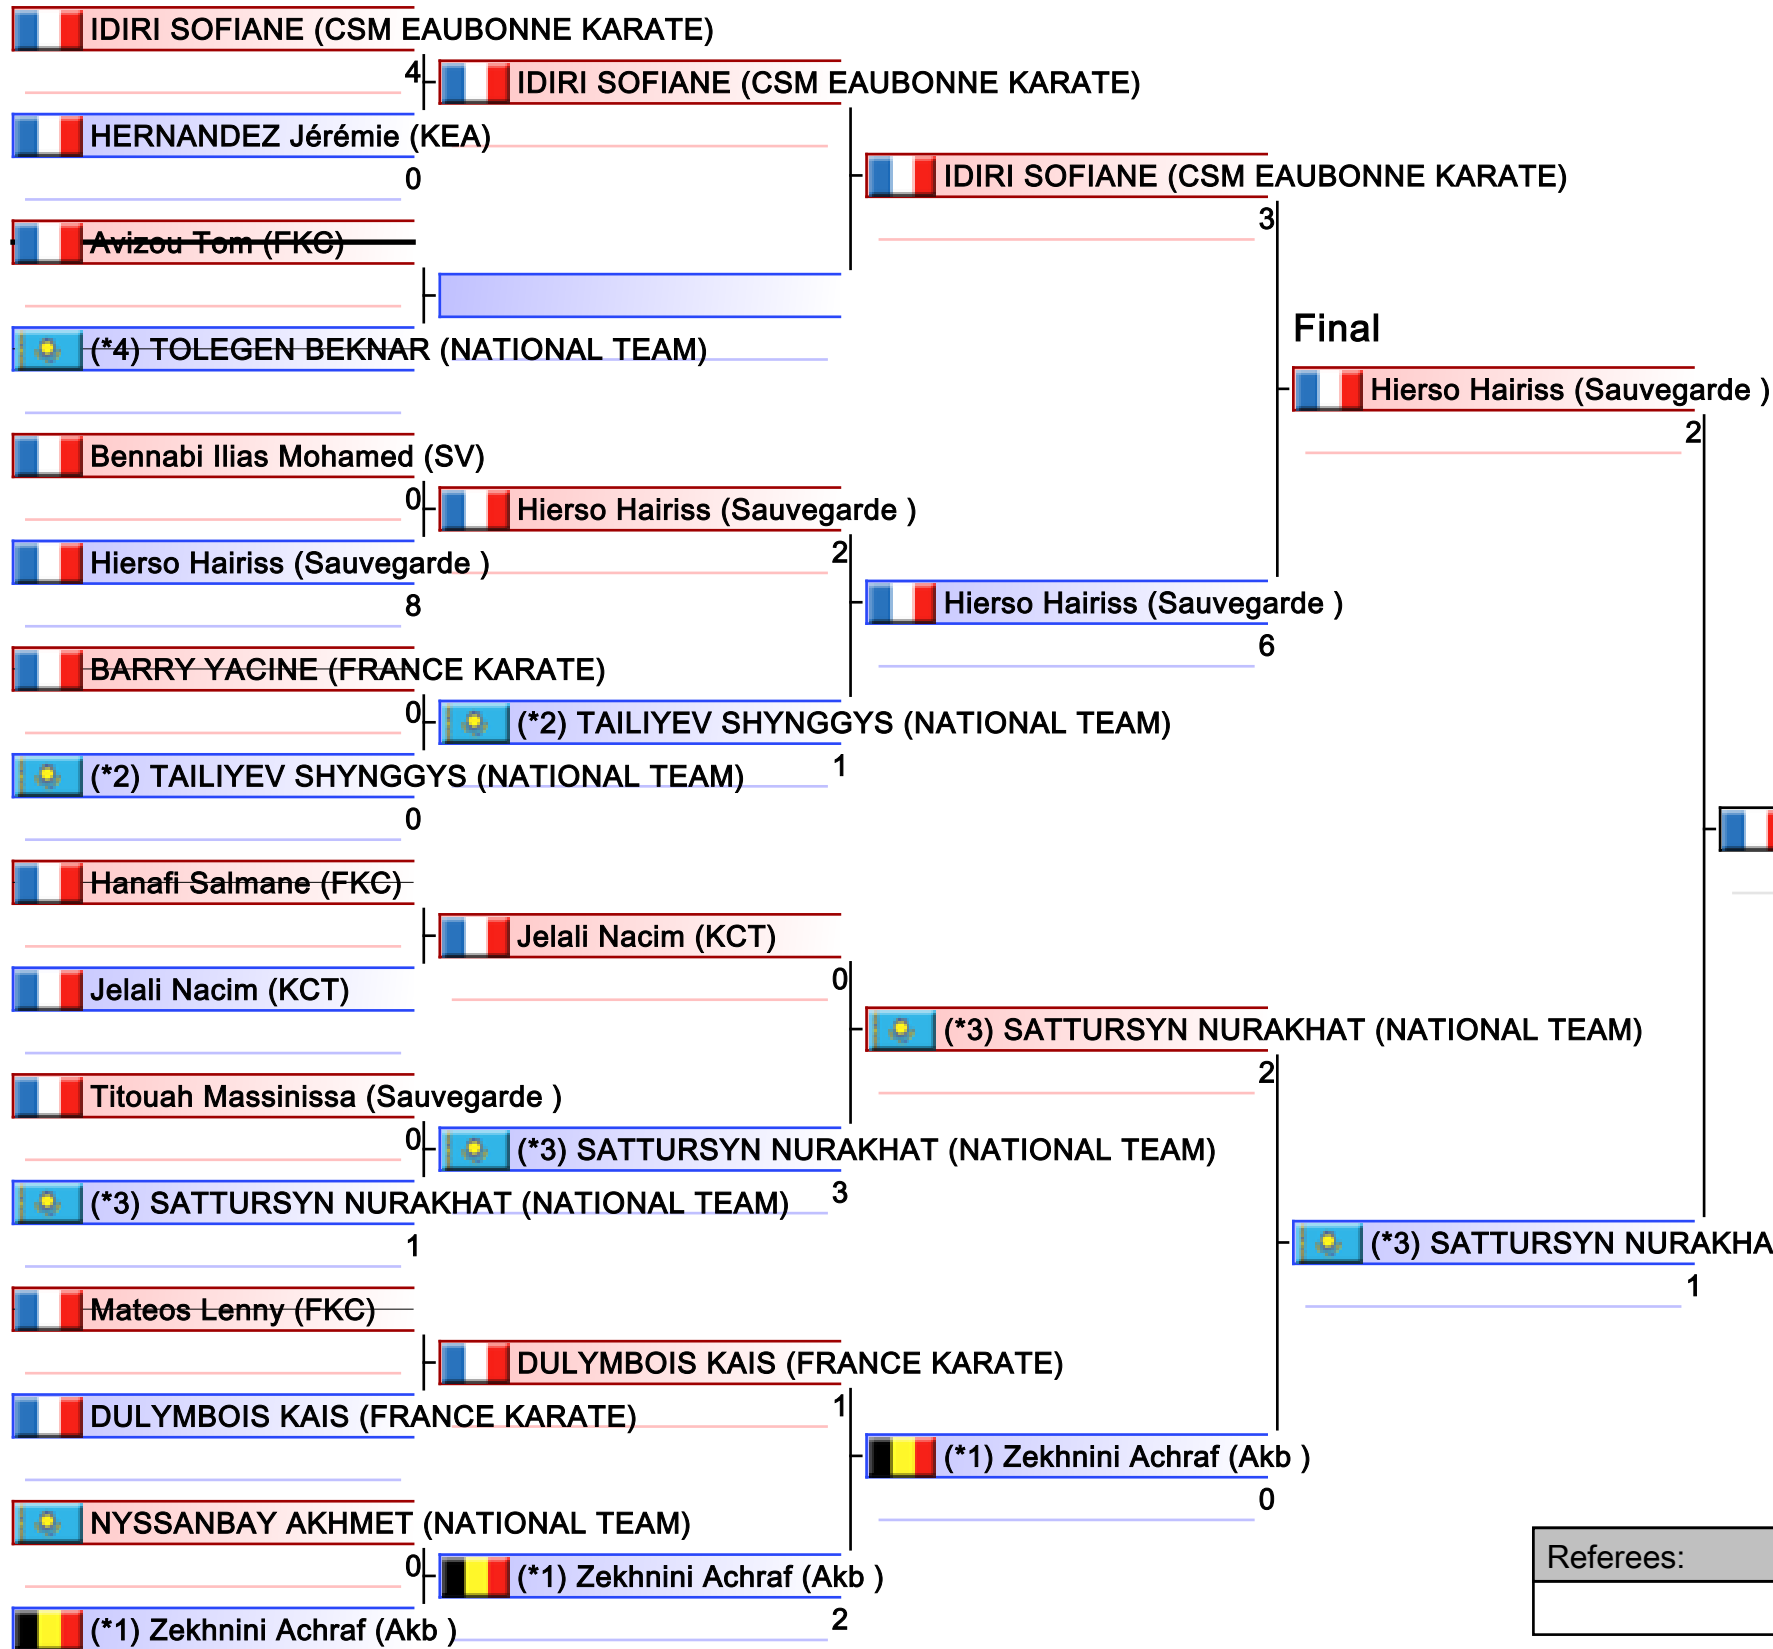 IDIRI SOFIANE (CSM EAUBONNE KARATE)
4
IDIRI SOFIANE (CSM EAUBONNE KARATE)
HERNANDEZ Jérémie (KEA)
0
IDIRI SOFIANE (CSM EAUBONNE KARATE)
3
Avizou Tom (FKC)
Final
(*4) TOLEGEN BEKNAR (NATIONAL TEAM)
Hierso Hairiss (Sauvegarde )
2
Bennabi Ilias Mohamed (SV)
0
Hierso Hairiss (Sauvegarde )
2
Hierso Hairiss (Sauvegarde )
8
Hierso Hairiss (Sauvegarde )
6
BARRY YACINE (FRANCE KARATE)
0
(*2) TAILIYEV SHYNGGYS (NATIONAL TEAM)
1
(*2) TAILIYEV SHYNGGYS (NATIONAL TEAM)
0
Hanafi Salmane (FKC)
Jelali Nacim (KCT)
0
Jelali Nacim (KCT)
(*3) SATTURSYN NURAKHAT (NATIONAL TEAM)
2
Titouah Massinissa (Sauvegarde )
0
(*3) SATTURSYN NURAKHAT (NATIONAL TEAM)
3
(*3) SATTURSYN NURAKHAT (NATIONAL TEAM)
1
(*3) SATTURSYN NURAKHA
1
Mateos Lenny (FKC)
DULYMBOIS KAIS (FRANCE KARATE)
1
DULYMBOIS KAIS (FRANCE KARATE)
(*1) Zekhnini Achraf (Akb )
0
NYSSANBAY AKHMET (NATIONAL TEAM)
0
(*1) Zekhnini Achraf (Akb )
2
(*1) Zekhnini Achraf (Akb )
Referees: